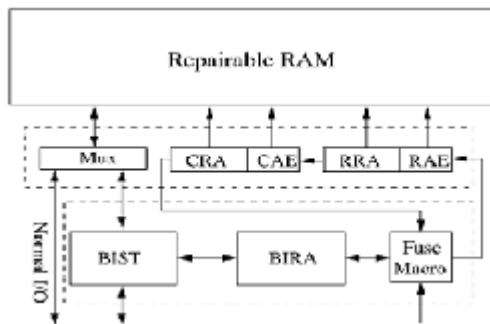 Repairable RAM
Mux
CRA
CAE
RRA
RAE
Normal I/O
BIST
BIRA
Fuse
Macro